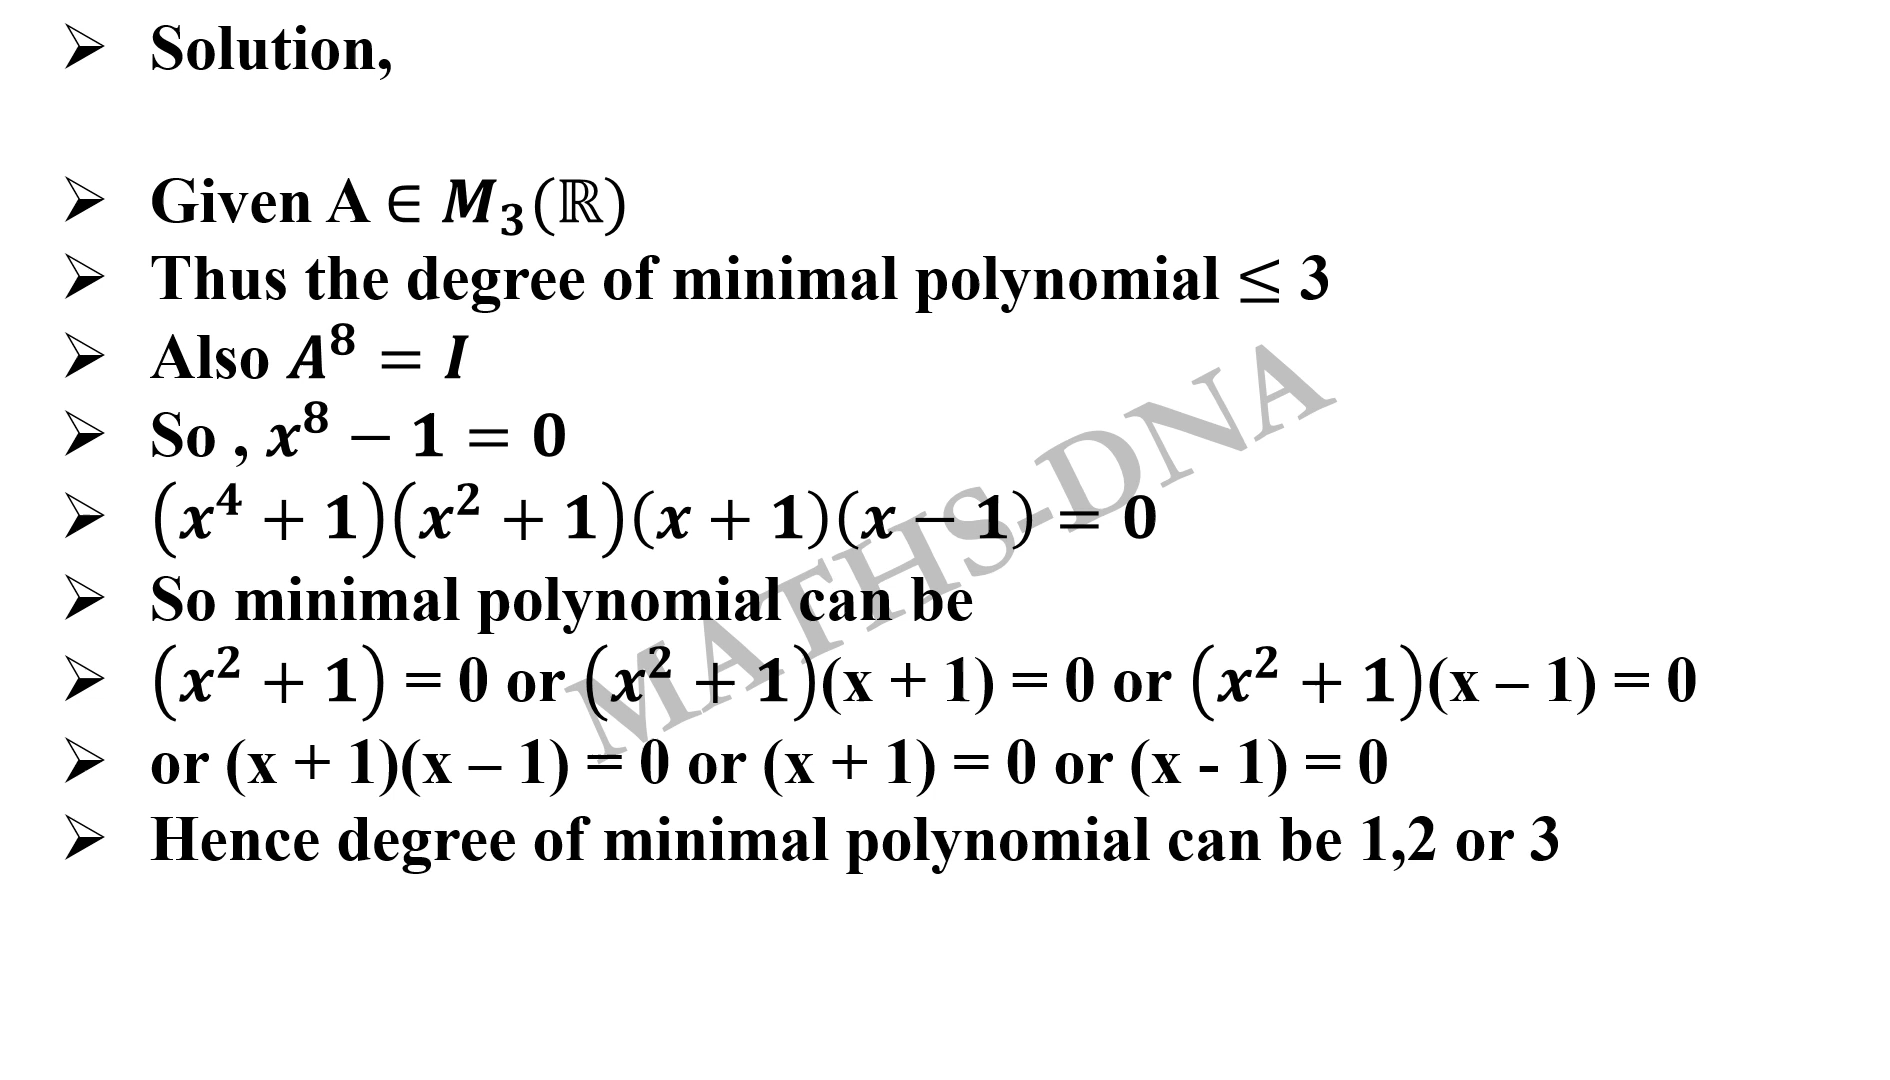 ➢ Solution,
➢ Given A ∈ 𝑴₃(ℝ)
➢ Thus the degree of minimal polynomial ≤ 3
➢ Also 𝑨⁸ = 𝑰
➢ So , 𝒙⁸ − 𝟏 = 𝟎
➢ (𝒙⁴ + 𝟏)(𝒙² + 𝟏)(𝒙 + 𝟏)(𝒙 − 𝟏) = 𝟎
➢ So minimal polynomial can be
➢ (𝒙² + 𝟏) = 0 or (𝒙² + 𝟏)(x + 1) = 0 or (𝒙² + 𝟏)(x – 1) = 0
➢ or (x + 1)(x – 1) = 0 or (x + 1) = 0 or (x - 1) = 0
➢ Hence degree of minimal polynomial can be 1,2 or 3
MATHS-DNA